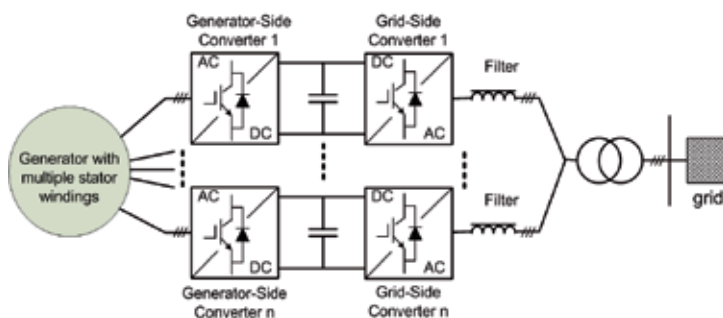 Generator-Side
Converter 1
Grid-Side
Converter 1
AC
DC
DC
AC
Filter
Generator with
multiple stator
windings
AC
DC
DC
AC
Filter
grid
Generator-Side
Converter n
Grid-Side
Converter n